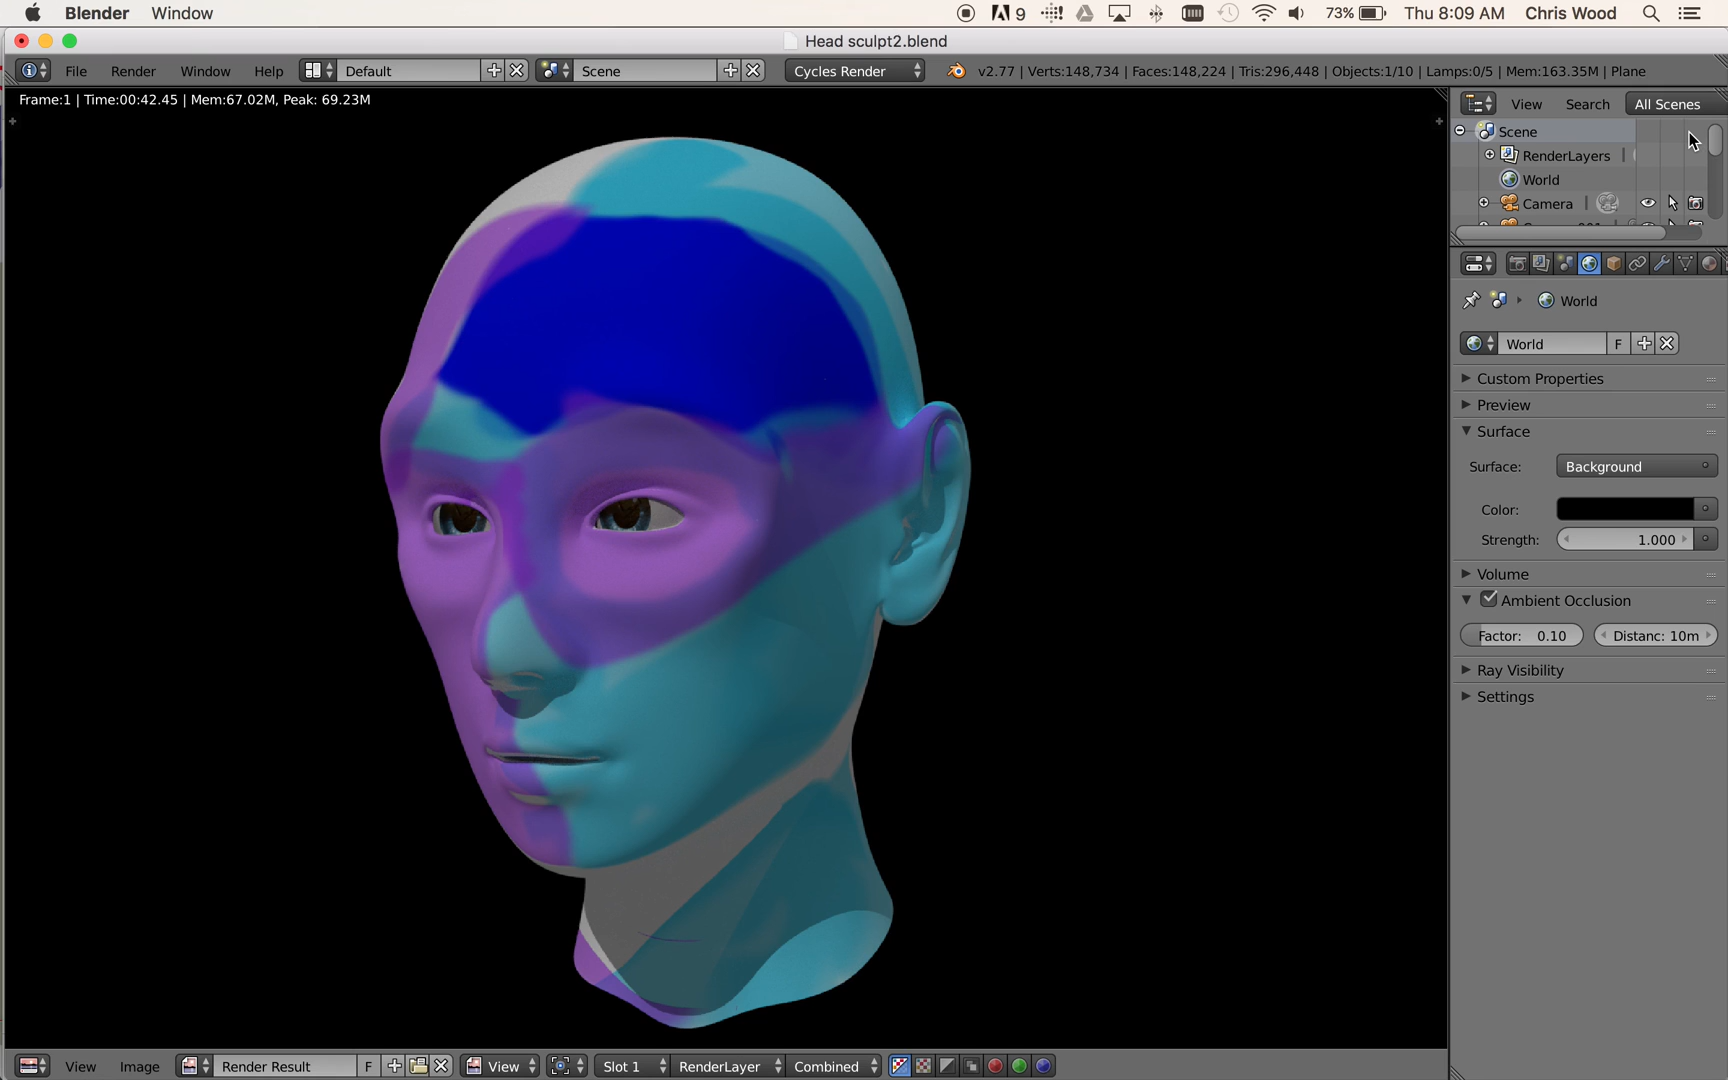 Blender Window 9 73% Thu 8:09 AM Chris Wood
Head sculpt2.blend
File Render Window Help Default Scene Cycles Render v2.77 | Verts:148,734 | Faces:148,224 | Tris:296,448 | Objects:1/10 | Lamps:0/5 | Mem:163.35M | Plane
Frame:1 | Time:00:42.45 | Mem:67.02M, Peak: 69.23M
View Search All Scenes
Scene
RenderLayers
World
Camera
World
World F
Custom Properties
Preview
Surface
Surface: Background
Color:
Strength: 1.000
Volume
Ambient Occlusion
Factor: 0.10 Distanc: 10m
Ray Visibility
Settings
View Image Render Result F View Slot 1 RenderLayer Combined